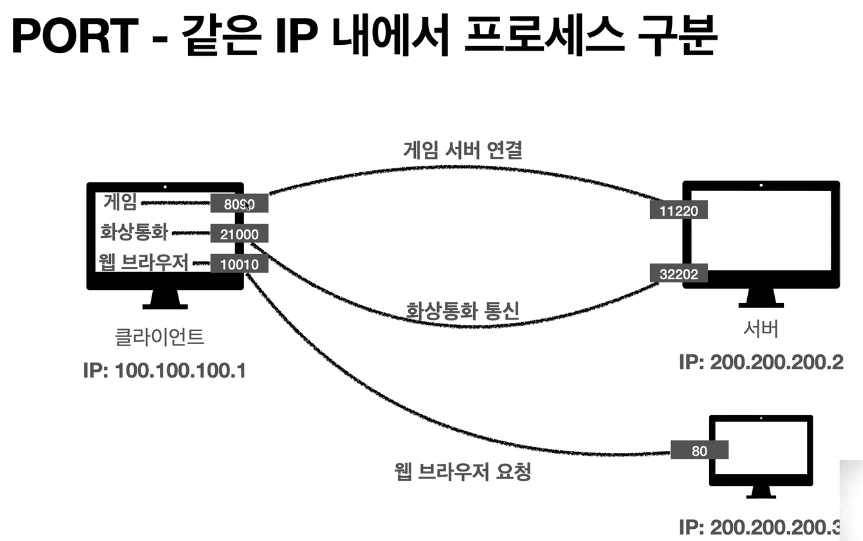 PORT - 같은 IP 내에서 프로세스 구분
게임 서버 연결
게임 8090
화상통화 21000
웹 브라우저 10010
11220
32202
화상통화 통신
클라이언트
IP: 100.100.100.1
서버
IP: 200.200.200.2
80
웹 브라우저 요청
IP: 200.200.200.3